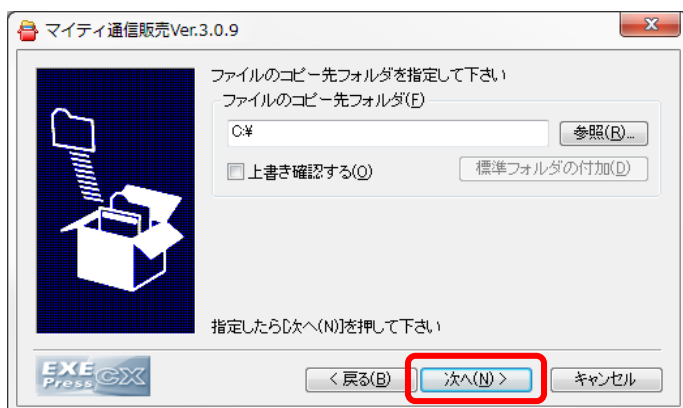 マイティ通信販売Ver.3.0.9
ファイルのコピー先フォルダを指定して下さい
ファイルのコピー先フォルダ(F)
C:¥
参照(R)...
上書き確認する(O)
標準フォルダの付加(D)
指定したら[次へ(N)]を押して下さい
EXE
Press CX
< 戻る(B)
次へ(N) >
キャンセル